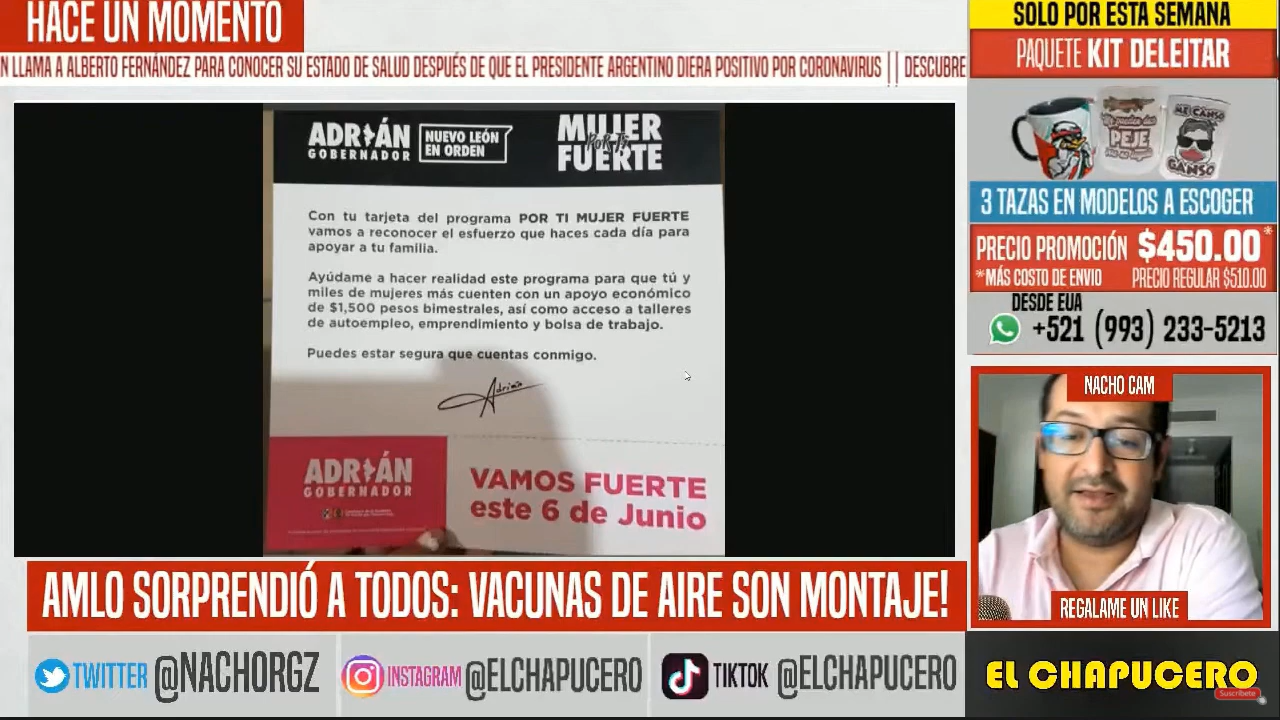 HACE UN MOMENTO
N LLAMA A ALBERTO FERNÁNDEZ PARA CONOCER SU ESTADO DE SALUD DESPUÉS DE QUE EL PRESIDENTE ARGENTINO DIERA POSITIVO POR CORONAVIRUS || DESCUBRE
ADRIÁN
GOBERNADOR
NUEVO LEÓN
EN ORDEN
MUJER
POR TI
FUERTE
Con tu tarjeta del programa POR TI MUJER FUERTE
vamos a reconocer el esfuerzo que haces cada día para
apoyar a tu familia.
Ayúdame a hacer realidad este programa para que tú y
miles de mujeres más cuenten con un apoyo económico
de $1,500 pesos bimestrales, así como acceso a talleres
de autoempleo, emprendimiento y bolsa de trabajo.
Puedes estar segura que cuentas conmigo.
Adrián
ADRIÁN
GOBERNADOR
VAMOS FUERTE
este 6 de Junio
AMLO SORPRENDIÓ A TODOS: VACUNAS DE AIRE SON MONTAJE!
TWITTER @NACHORGZ
INSTAGRAM @ELCHAPUCERO
TIKTOK @ELCHAPUCERO
SOLO POR ESTA SEMANA
PAQUETE KIT DELEITAR
PEJE
ME CANSO
GANSO
3 TAZAS EN MODELOS A ESCOGER
PRECIO PROMOCIÓN $450.00*
*MÁS COSTO DE ENVIO PRECIO REGULAR $510.00
DESDE EUA
+521 (993) 233-5213
NACHO CAM
REGALAME UN LIKE
EL CHAPUCERO
Suscríbete